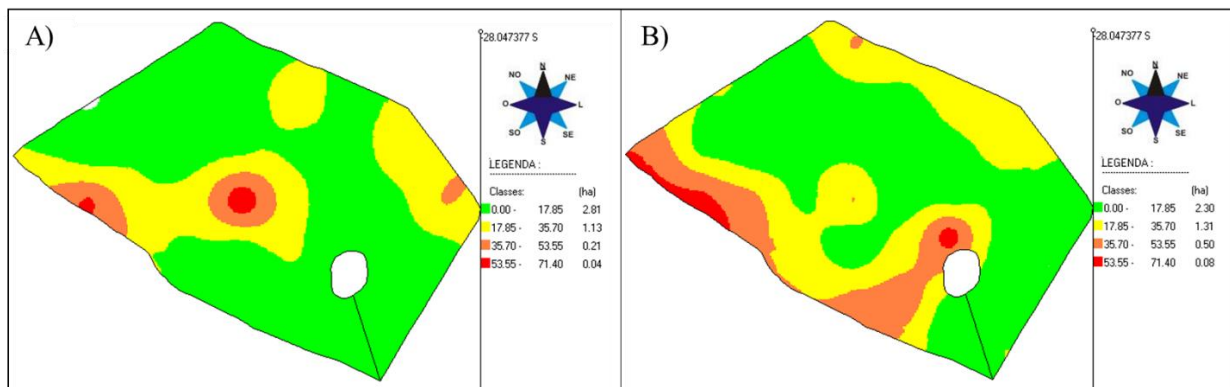 A)
28.047377 S
N
NO NE
O L
SO SE
S
LEGENDA :
Classes: (ha)
0.00 - 17.85 2.81
17.85 - 35.70 1.13
35.70 - 53.55 0.21
53.55 - 71.40 0.04
B)
28.047377 S
N
NO NE
O L
SO SE
S
LEGENDA :
Classes: (ha)
0.00 - 17.85 2.30
17.85 - 35.70 1.31
35.70 - 53.55 0.50
53.55 - 71.40 0.08